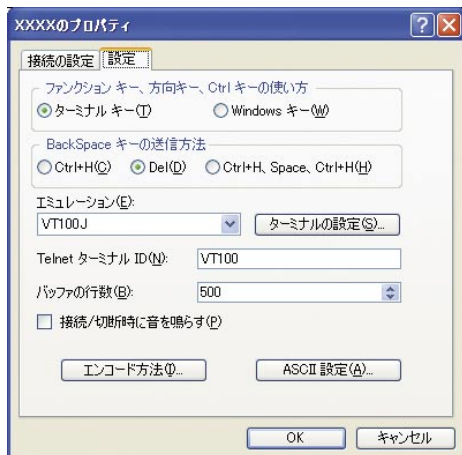 XXXXのプロパティ
接続の設定 設定
ファンクション キー、方向キー、Ctrl キーの使い方
ターミナル キー(T) Windows キー(W)
BackSpace キーの送信方法
Ctrl+H(C) Del(D) Ctrl+H、Space、Ctrl+H(H)
エミュレーション(E):
VT100J ターミナルの設定(S)...
Telnet ターミナル ID(N): VT100
バッファの行数(B): 500
接続/切断時に音を鳴らす(P)
エンコード方法(I)... ASCII 設定(A)...
OK キャンセル